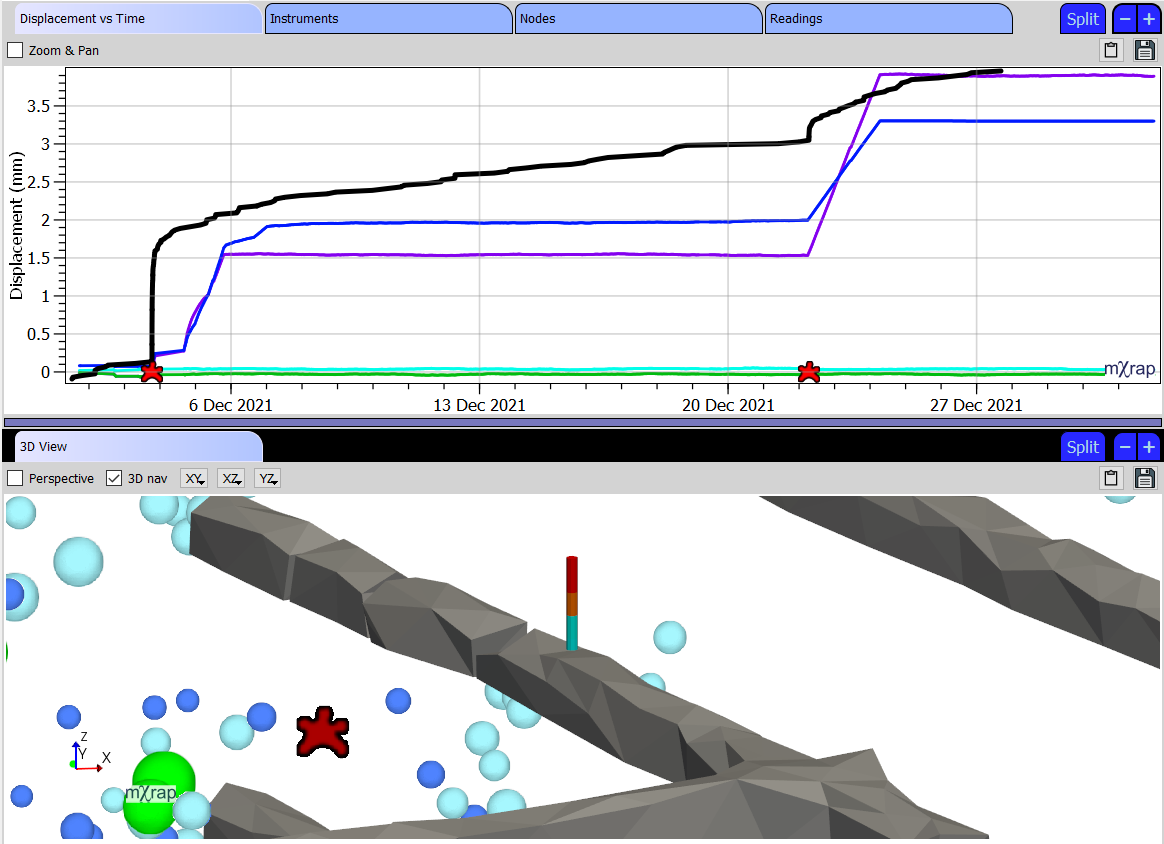 Displacement vs Time
Instruments
Nodes
Readings
Split
− +
Zoom & Pan
3.5
3
2.5
2
1.5
1
0.5
0
Displacement (mm)
mχrap
6 Dec 2021
13 Dec 2021
20 Dec 2021
27 Dec 2021
3D View
Split
− +
Perspective
3D nav
XY
XZ
YZ
Z
Y
X
mχrap